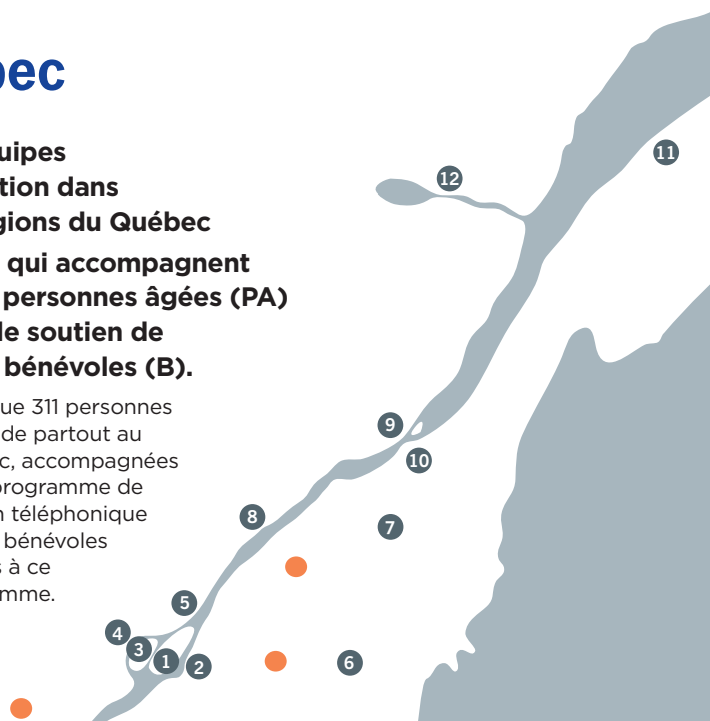 bec
uipes
tion dans
gions du Québec
qui accompagnent
personnes âgées (PA)
le soutien de
bénévoles (B).
ue 311 personnes
de partout au
c, accompagnées
programme de
n téléphonique
bénévoles
s à ce
mme.
11
12
9
10
8
7
5
4
3
1
2
6